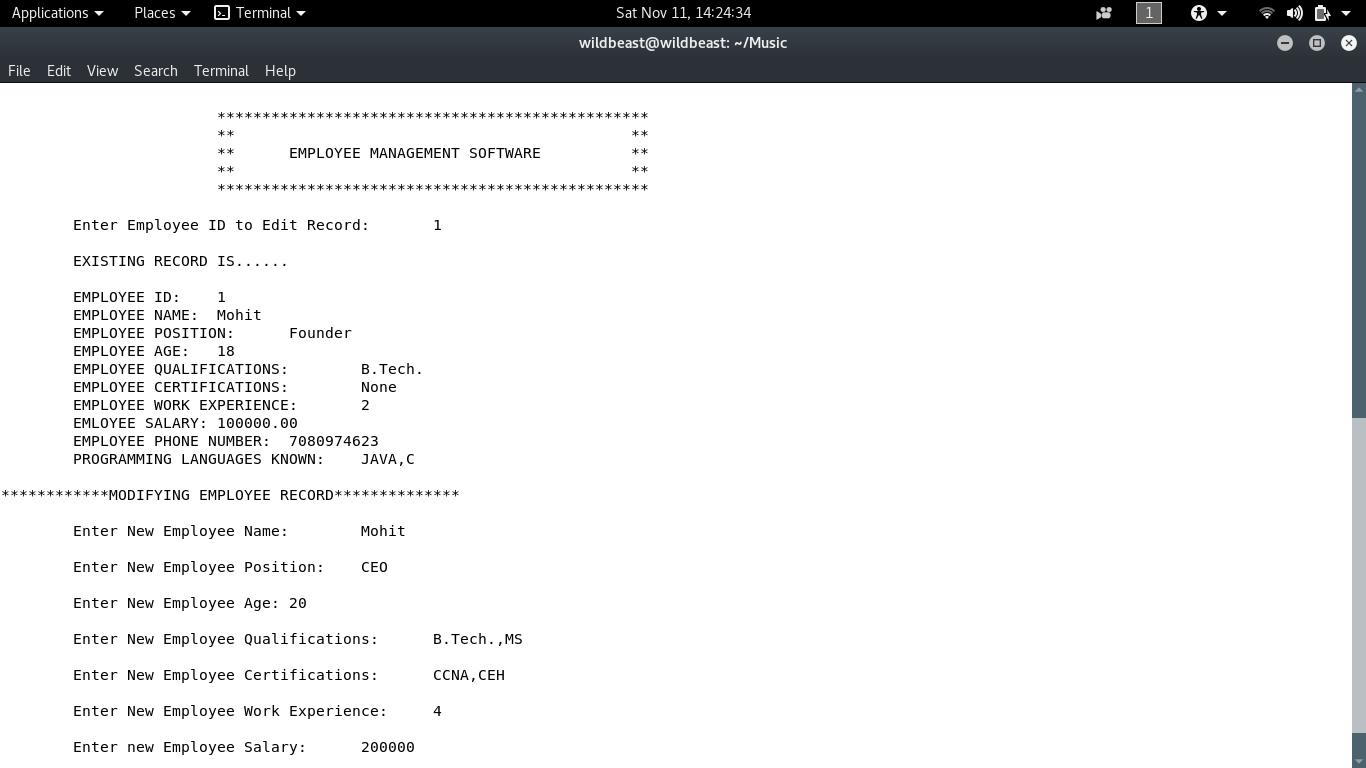 Applications Places Terminal Sat Nov 11, 14:24:34 1
wildbeast@wildbeast: ~/Music
File Edit View Search Terminal Help
************************************************
** **
** EMPLOYEE MANAGEMENT SOFTWARE **
** **
************************************************
Enter Employee ID to Edit Record: 1
EXISTING RECORD IS......
EMPLOYEE ID: 1
EMPLOYEE NAME: Mohit
EMPLOYEE POSITION: Founder
EMPLOYEE AGE: 18
EMPLOYEE QUALIFICATIONS: B.Tech.
EMPLOYEE CERTIFICATIONS: None
EMPLOYEE WORK EXPERIENCE: 2
EMLOYEE SALARY: 100000.00
EMPLOYEE PHONE NUMBER: 7080974623
PROGRAMMING LANGUAGES KNOWN: JAVA,C
************MODIFYING EMPLOYEE RECORD**************
Enter New Employee Name: Mohit
Enter New Employee Position: CEO
Enter New Employee Age: 20
Enter New Employee Qualifications: B.Tech.,MS
Enter New Employee Certifications: CCNA,CEH
Enter New Employee Work Experience: 4
Enter new Employee Salary: 200000